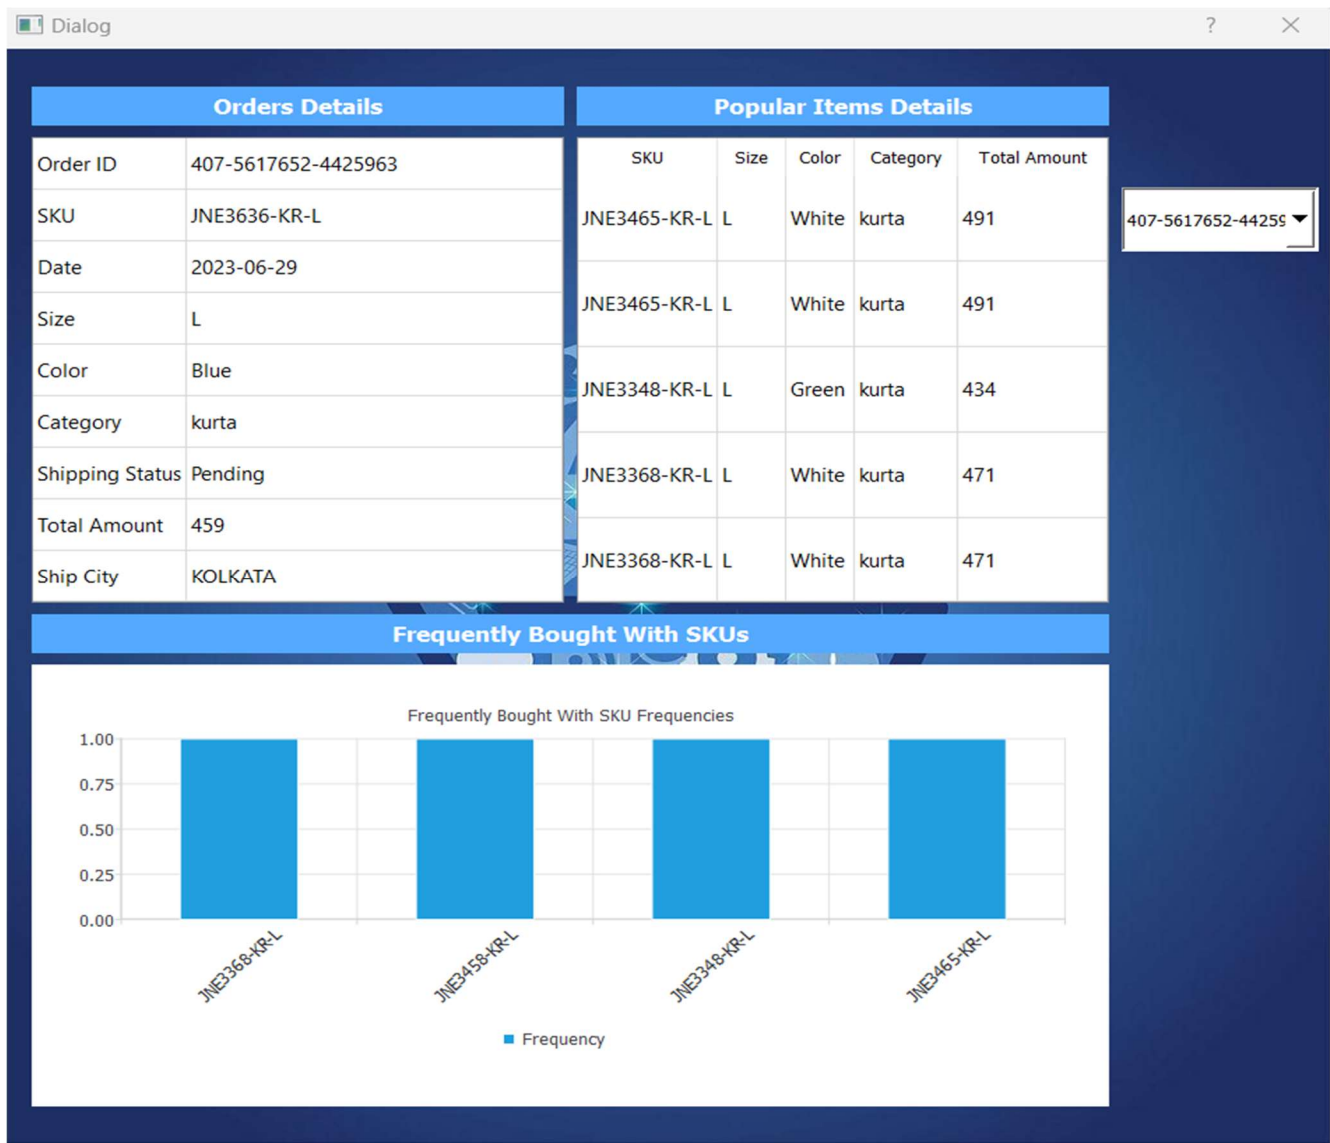 Dialog
?
Orders Details
Order ID 407-5617652-4425963
SKU JNE3636-KR-L
Date 2023-06-29
Size L
Color Blue
Category kurta
Shipping Status Pending
Total Amount 459
Ship City KOLKATA
Popular Items Details
SKU Size Color Category Total Amount
JNE3465-KR-L L White kurta 491
JNE3465-KR-L L White kurta 491
JNE3348-KR-L L Green kurta 434
JNE3368-KR-L L White kurta 471
JNE3368-KR-L L White kurta 471
407-5617652-44259
Frequently Bought With SKUs
Frequently Bought With SKU Frequencies
1.00
0.75
0.50
0.25
0.00
JNE3368-KR-L
JNE3458-KR-L
JNE3348-KR-L
JNE3465-KR-L
Frequency